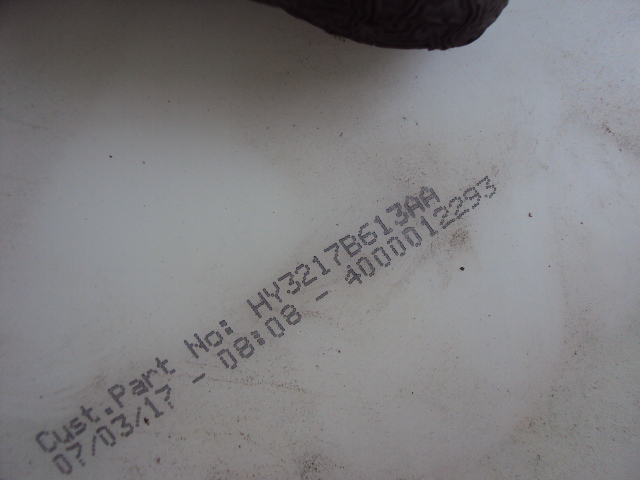 Cust.Part No: HY3217B613AA
07/03/17 - 08:08 - 4000012293